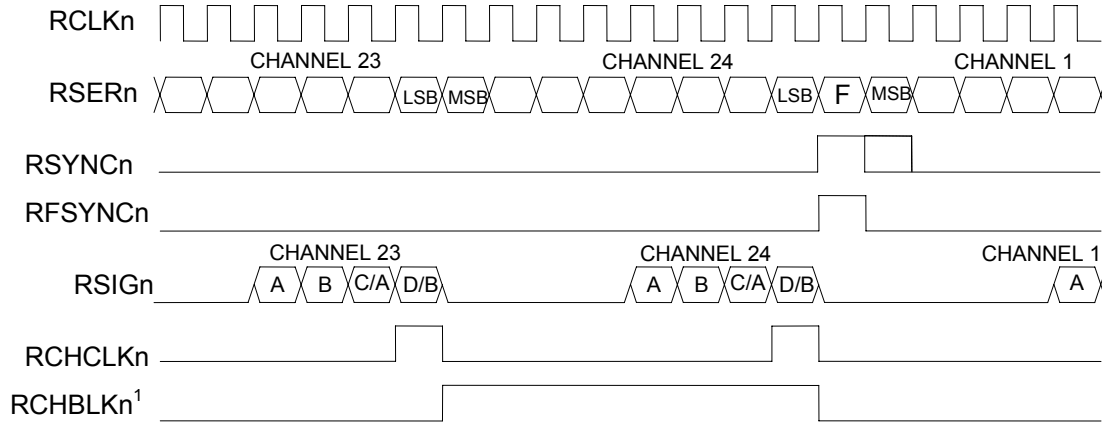 RCLKn
CHANNEL 23 CHANNEL 24 CHANNEL 1
RSERn LSB MSB LSB F MSB
RSYNCn
RFSYNCn
CHANNEL 23 CHANNEL 24 CHANNEL 1
RSIGn A B C/A D/B A B C/A D/B A
RCHCLKn
RCHBLKn¹